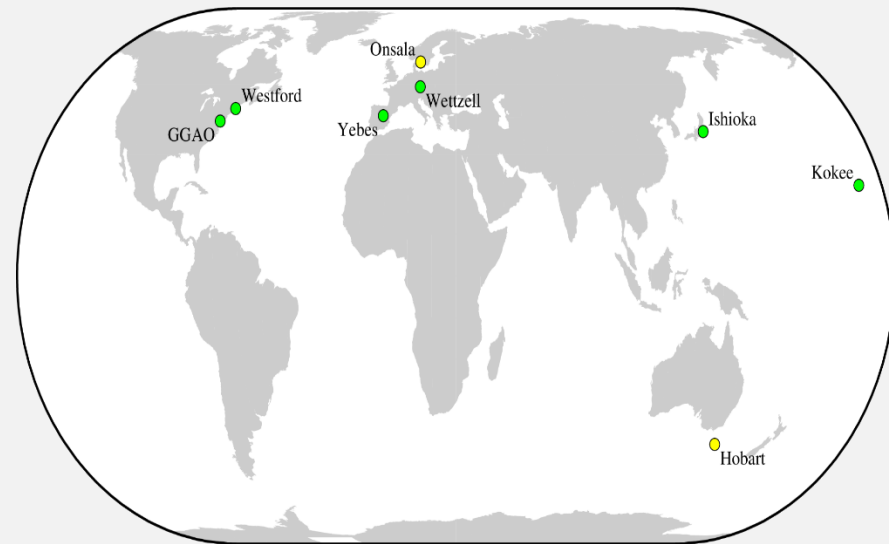 Onsala
Westford
Wettzell
GGAO
Yebes
Ishioka
Kokee
Hobart